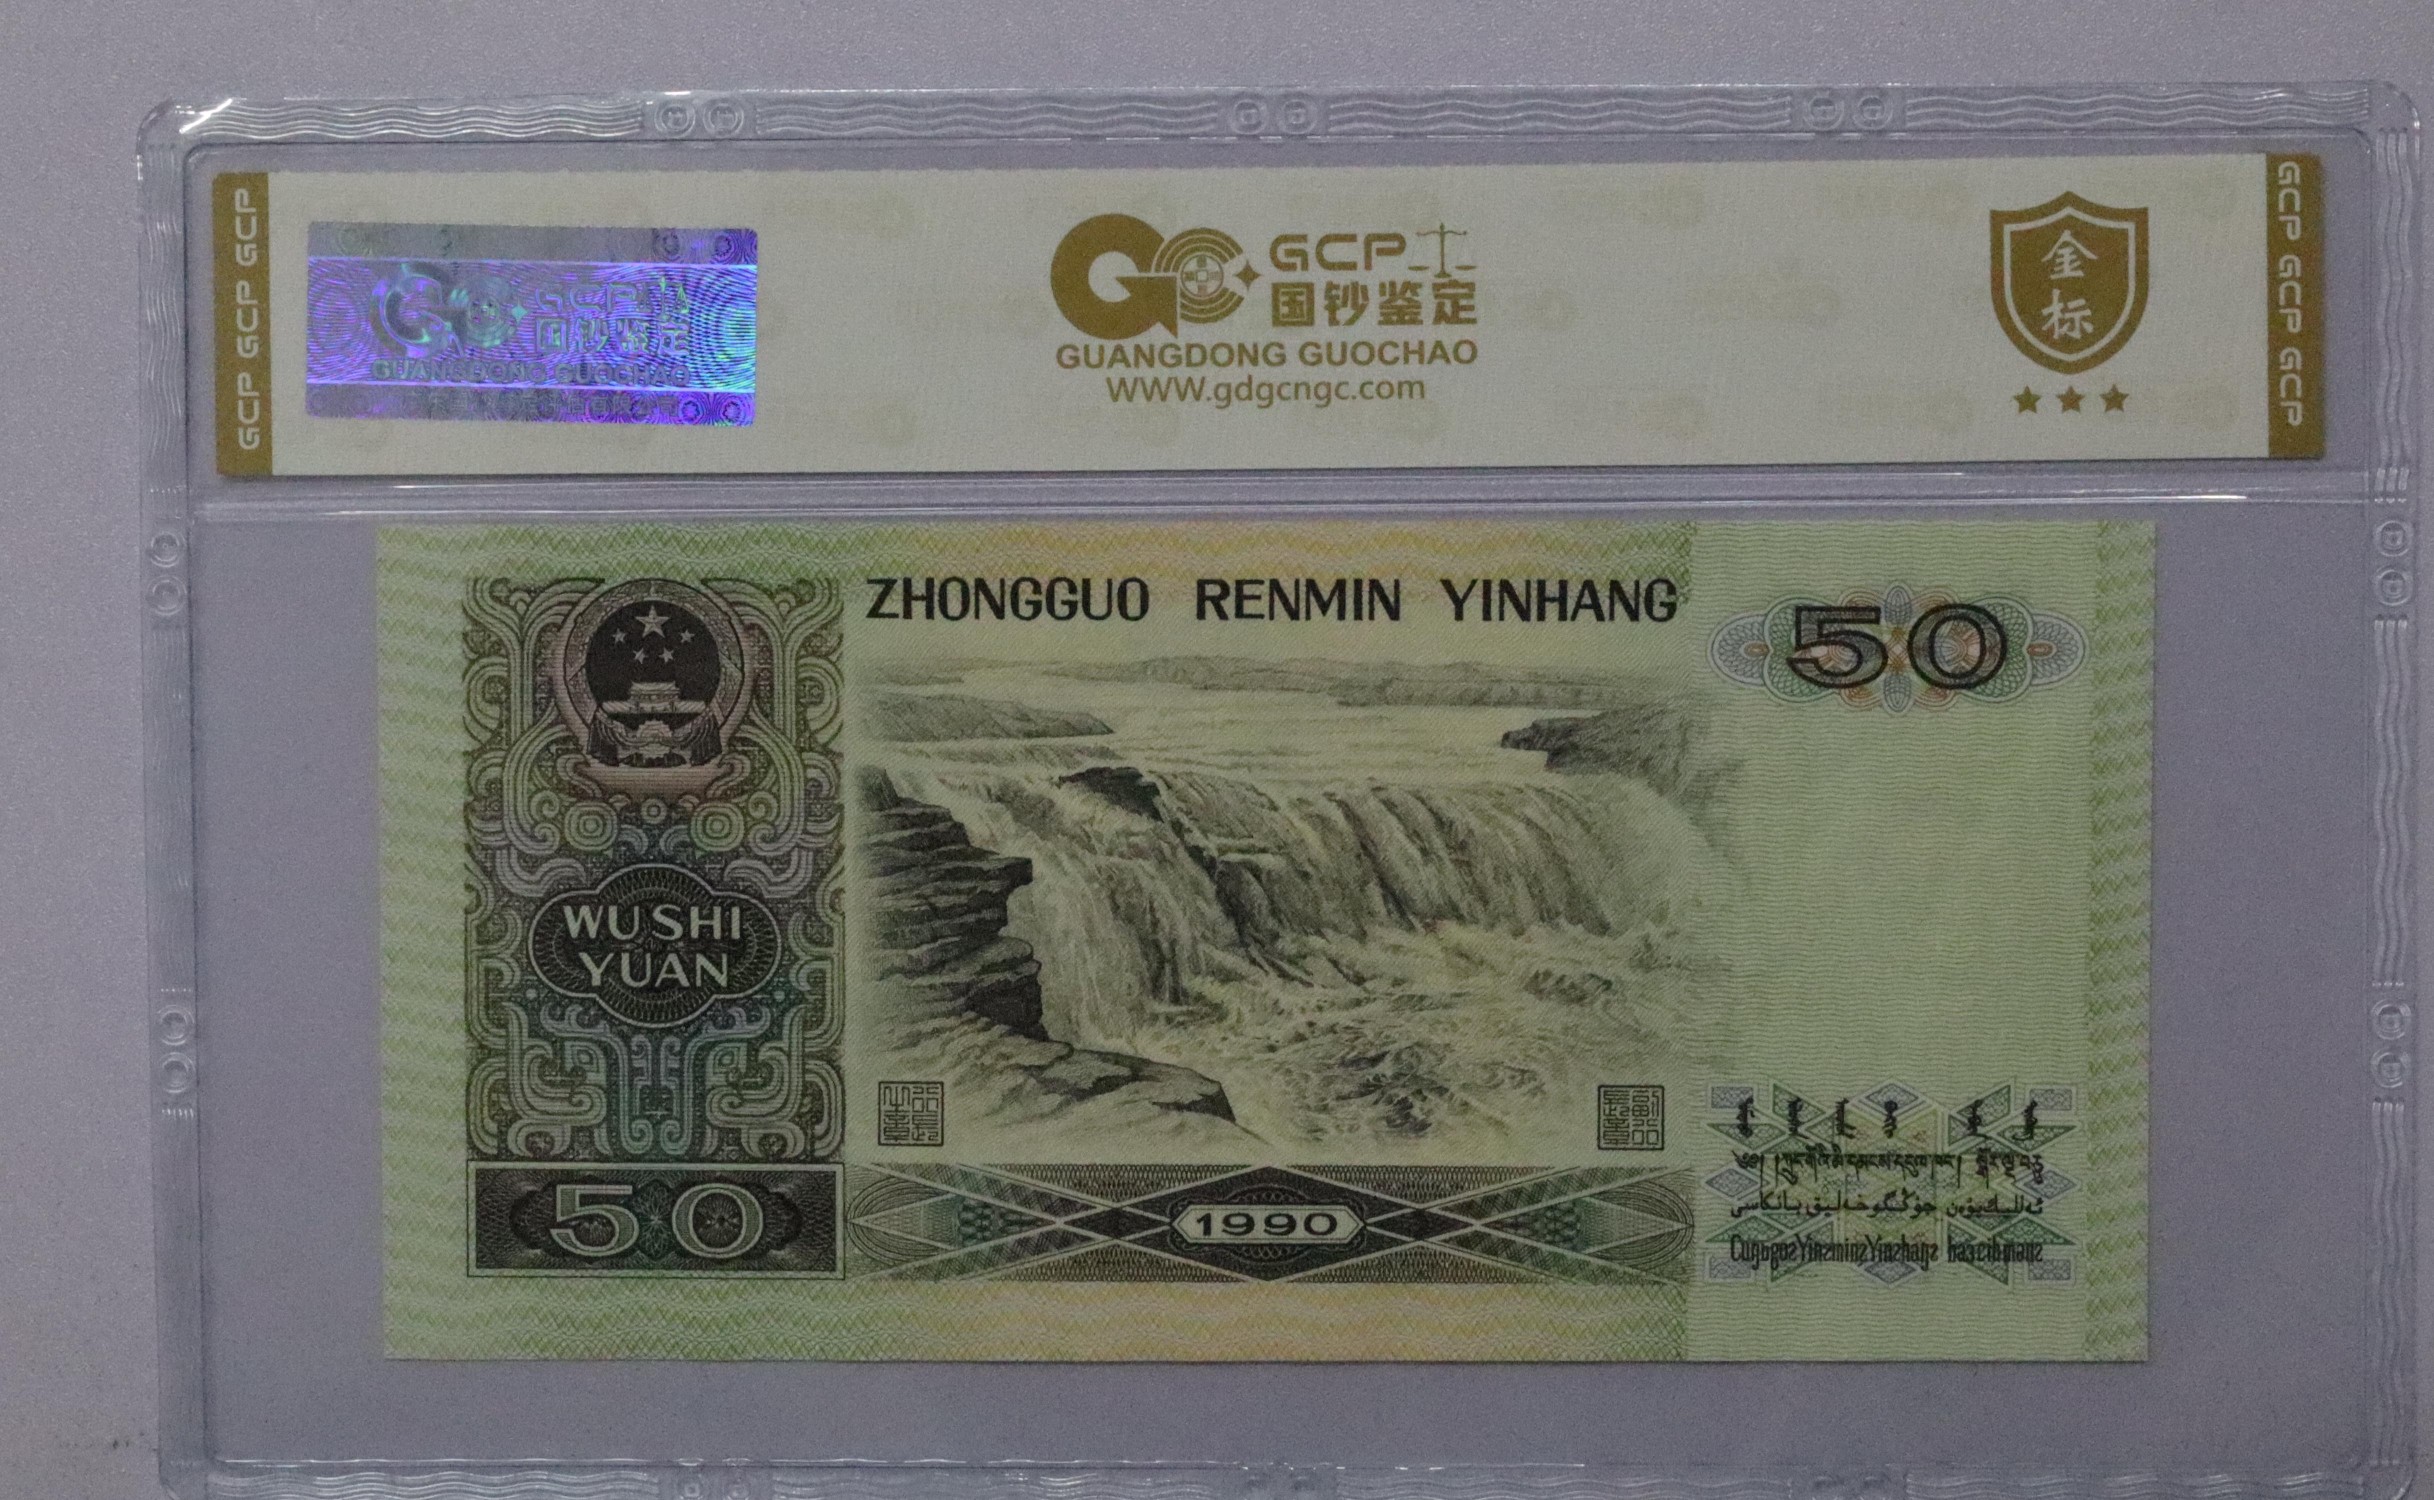 GCP GCP GCP
GCP
国钞鉴定
GUANGDONG GUOCHAO
GCP
国钞鉴定
GUANGDONG GUOCHAO
WWW.gdgcngc.com
金
标
GCP GCP GCP
ZHONGGUO RENMIN YINHANG
50
WU SHI
YUAN
50
1990